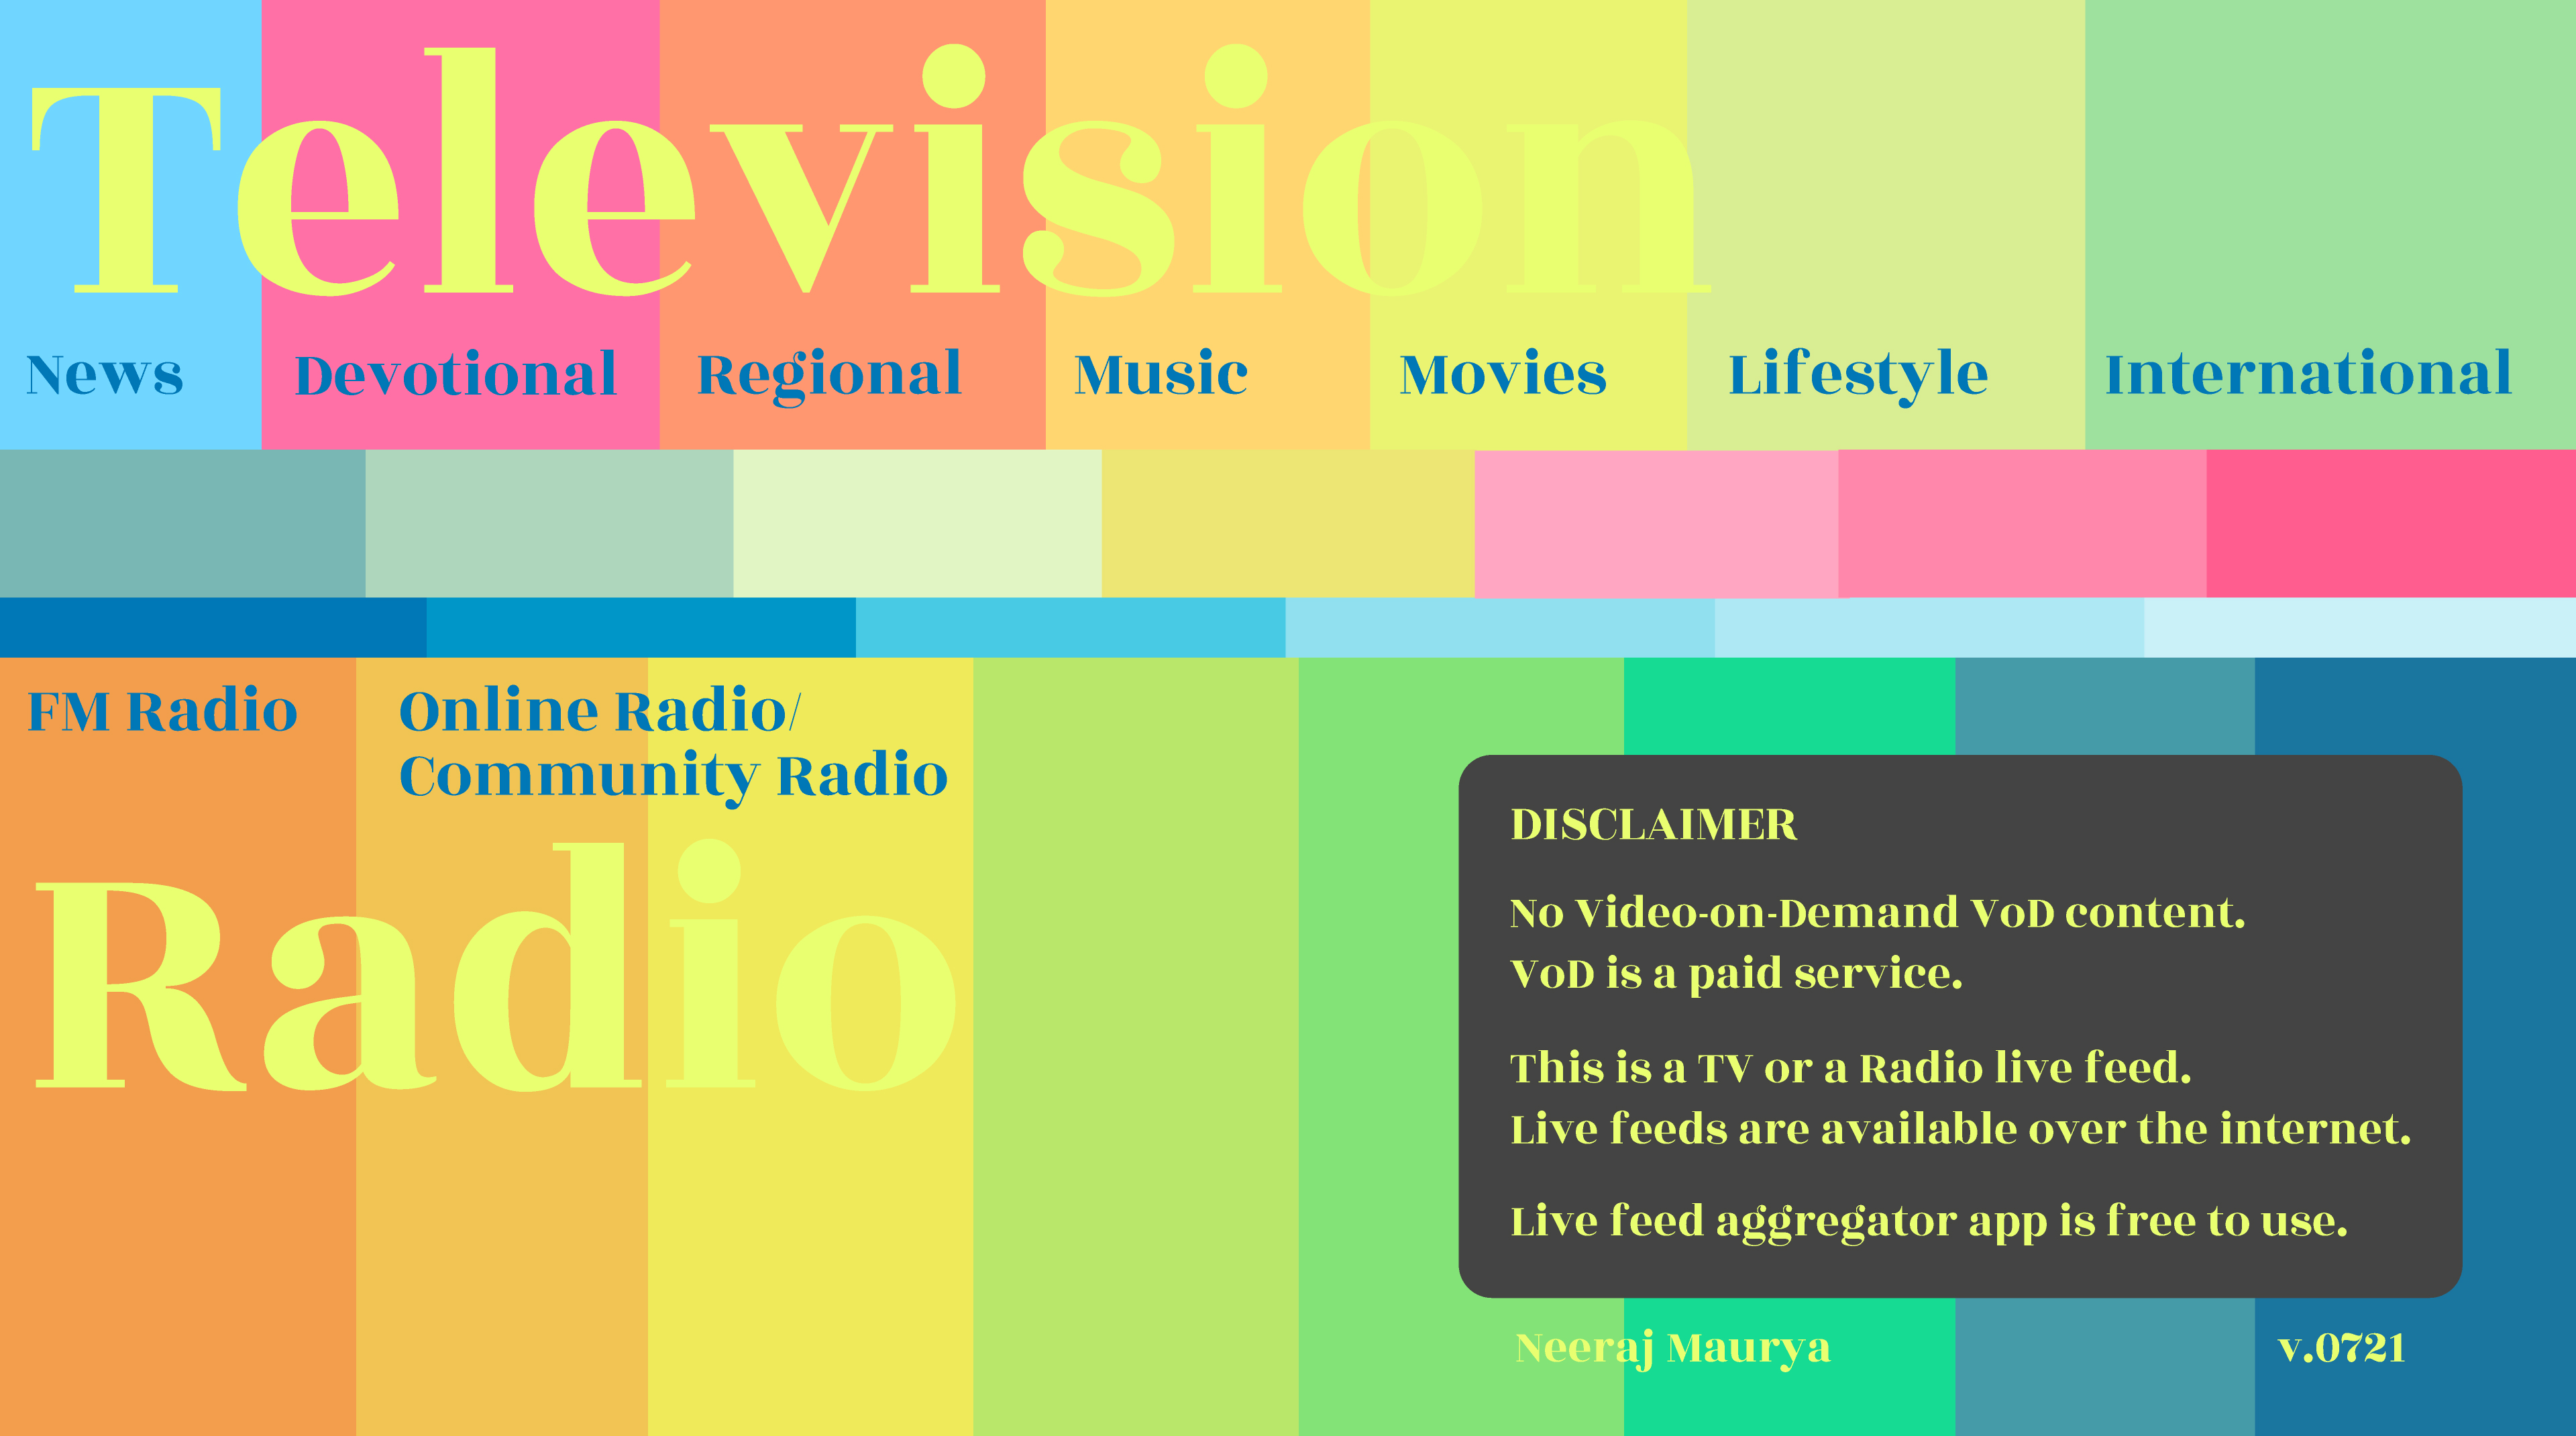 Television
News
Devotional
Regional
Music
Movies
Lifestyle
International
FM Radio
Online Radio/
Community Radio
Radio
DISCLAIMER
No Video-on-Demand VoD content.
VoD is a paid service.
This is a TV or a Radio live feed.
Live feeds are available over the internet.
Live feed aggregator app is free to use.
Neeraj Maurya
v.0721